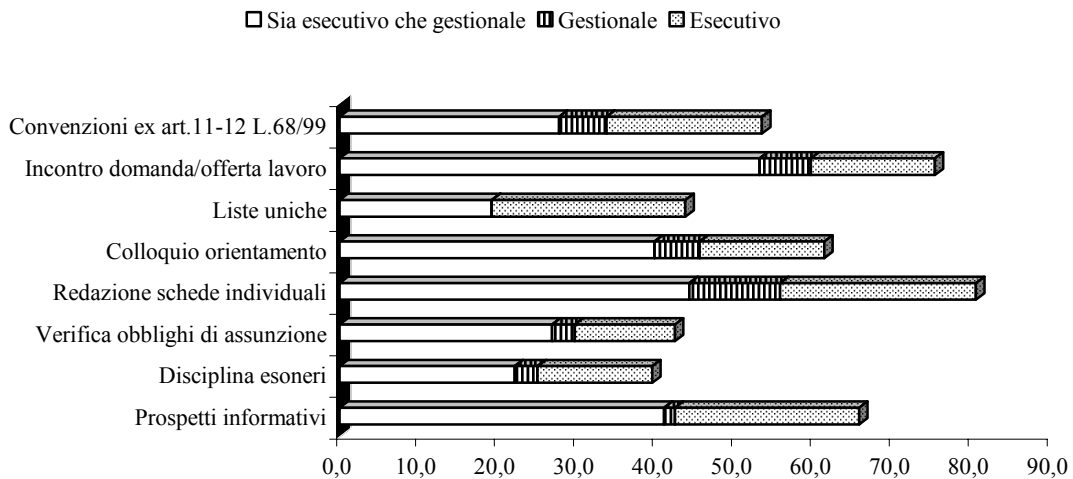 Sia esecutivo che gestionale Gestionale Esecutivo
Convenzioni ex art.11-12 L.68/99
Incontro domanda/offerta lavoro
Liste uniche
Colloquio orientamento
Redazione schede individuali
Verifica obblighi di assunzione
Disciplina esoneri
Prospetti informativi
0,0 10,0 20,0 30,0 40,0 50,0 60,0 70,0 80,0 90,0